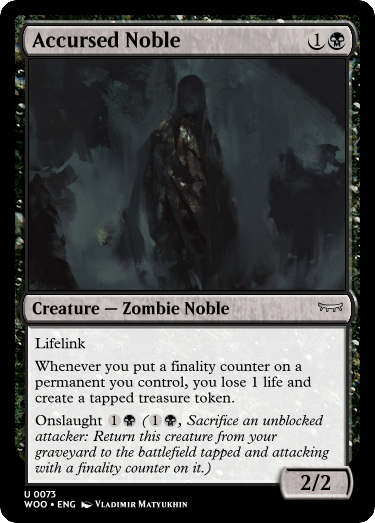 Accursed Noble 1
Creature — Zombie Noble
Lifelink
Whenever you put a finality counter on a
permanent you control, you lose 1 life and
create a tapped treasure token.
Onslaught 1 (1, Sacrifice an unblocked
attacker: Return this creature from your
graveyard to the battlefield tapped and attacking
with a finality counter on it.)
2/2
U 0073
WOO • ENG Vladimir Matyukhin